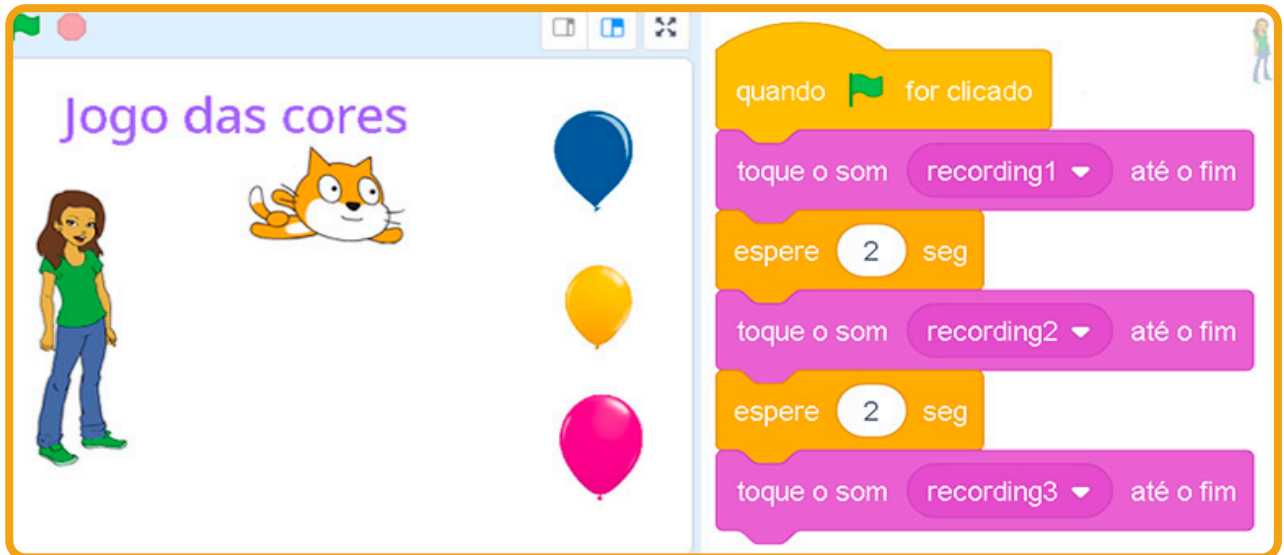 Jogo das cores
quando for clicado
toque o som recording1 até o fim
espere 2 seg
toque o som recording2 até o fim
espere 2 seg
toque o som recording3 até o fim